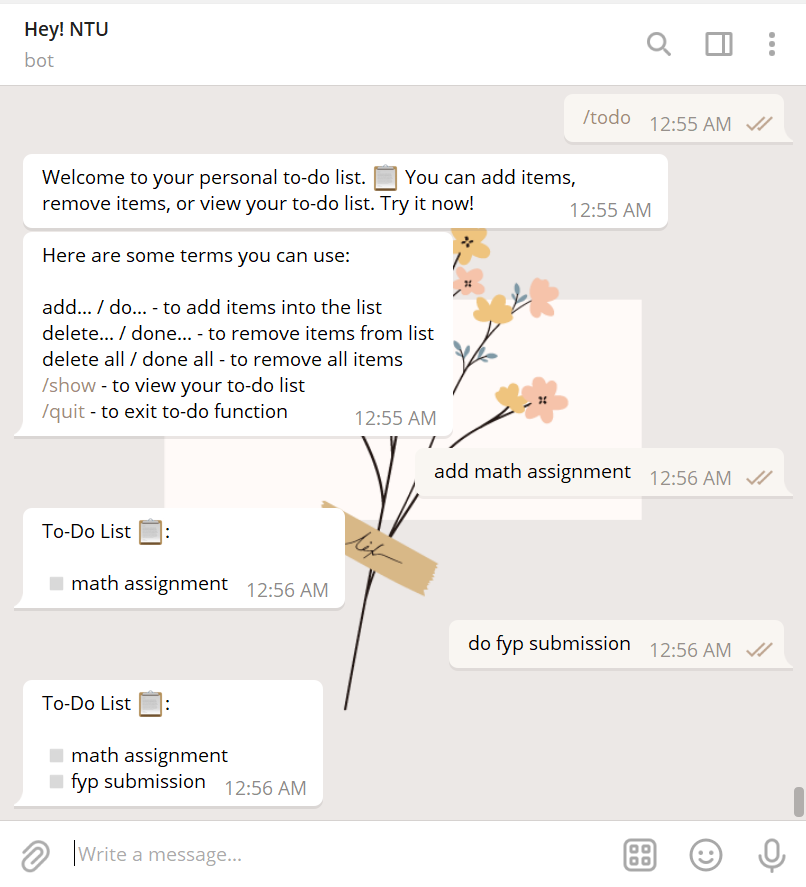 Hey! NTU
bot
/todo 12:55 AM
Welcome to your personal to-do list. 📋 You can add items,
remove items, or view your to-do list. Try it now! 12:55 AM
Here are some terms you can use:
add... / do... - to add items into the list
delete... / done... - to remove items from list
delete all / done all - to remove all items
/show - to view your to-do list
/quit - to exit to-do function 12:55 AM
add math assignment 12:56 AM
To-Do List 📋:
math assignment 12:56 AM
do fyp submission 12:56 AM
To-Do List 📋:
math assignment
fyp submission 12:56 AM
Write a message...